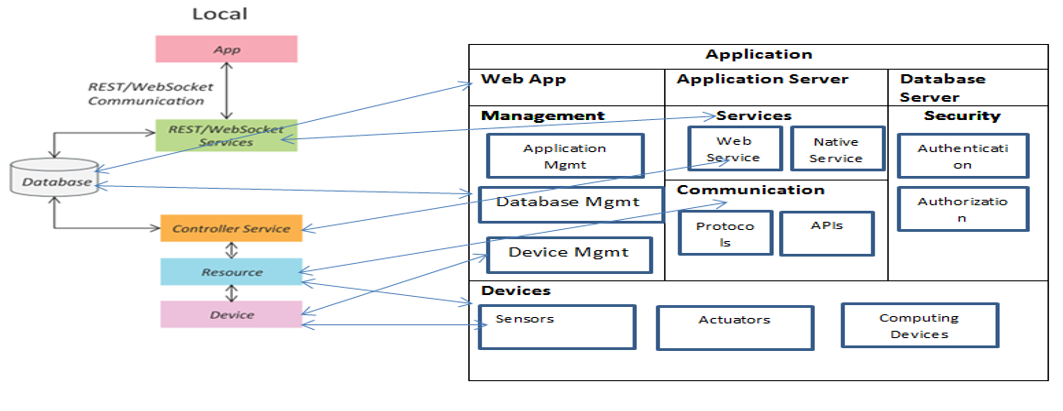 Local
App
REST/WebSocket
Communication
REST/WebSocket
Services
Database
Controller Service
Resource
Device
Application
Web App
Application Server
Database
Server
Management
Services
Security
Application
Mgmt
Web
Service
Native
Service
Authenticati
on
Database Mgmt
Communication
Authorizatio
n
Protoco
ls
APIs
Device Mgmt
Devices
Sensors
Actuators
Computing
Devices